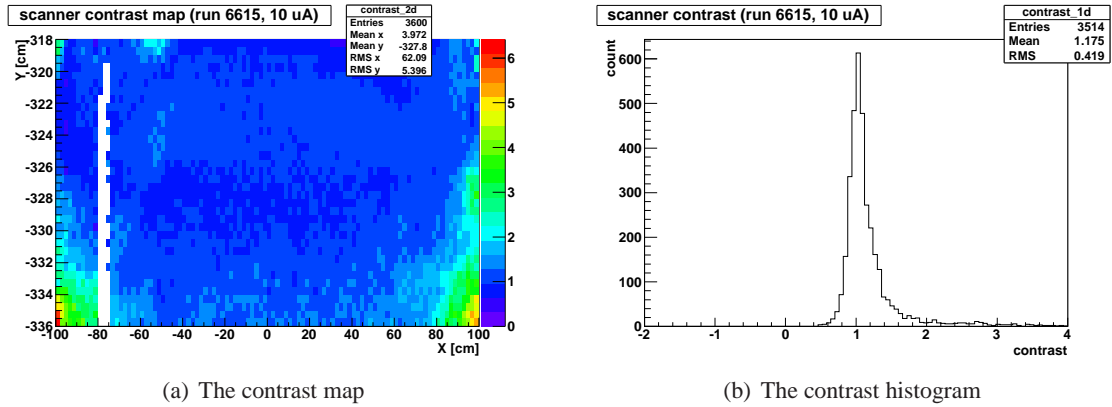 scanner contrast map (run 6615, 10 uA)
contrast_2d
Entries 3600
Mean x 3.972
Mean y -327.8
RMS x 62.09
RMS y 5.396
Y [cm]
-318
-320
-322
-324
-326
-328
-330
-332
-334
-336
-100 -80 -60 -40 -20 0 20 40 60 80 100
X [cm]
6
5
4
3
2
1
0
(a) The contrast map
scanner contrast (run 6615, 10 uA)
contrast_1d
Entries 3514
Mean 1.175
RMS 0.419
count
600
500
400
300
200
100
0
-2 -1 0 1 2 3 4
contrast
(b) The contrast histogram